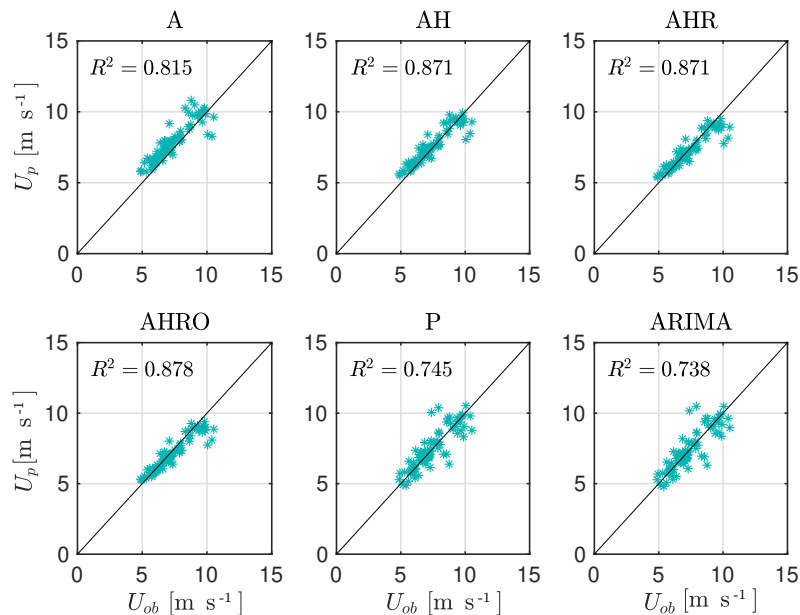 A
AH
AHR
R² = 0.815
R² = 0.871
R² = 0.871
U_p [m s⁻¹]
15
10
5
0
0 5 10 15
15
10
5
0
0 5 10 15
15
10
5
0
0 5 10 15
AHRO
P
ARIMA
R² = 0.878
R² = 0.745
R² = 0.738
U_p [m s⁻¹]
15
10
5
0
0 5 10 15
15
10
5
0
0 5 10 15
15
10
5
0
0 5 10 15
U_ob [m s⁻¹]
U_ob [m s⁻¹]
U_ob [m s⁻¹]